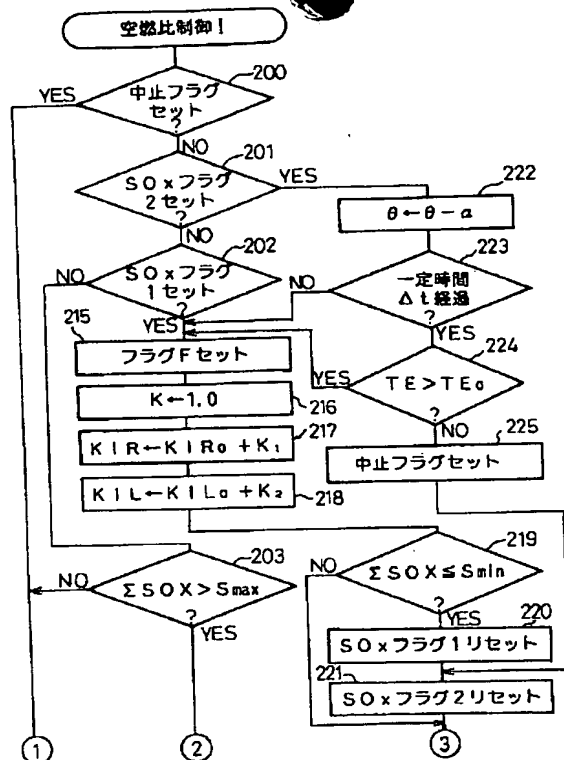 空燃比制御I
200
中止フラグ
セット
?
YES
NO
201
SOxフラグ
2セット
?
YES
NO
222
θ←θ-α
202
SOxフラグ
1セット
?
NO
YES
223
一定時間
Δt経過
?
NO
YES
215
フラグFセット
224
TE>TE₀
?
YES
NO
K←1.0
216
217
KIR←KIR₀+K₁
225
中止フラグセット
KIL←KIL₀+K₂
218
203
ΣSOX>Smax
?
NO
YES
219
ΣSOX≦Smin
?
NO
YES
220
SOxフラグ1リセット
221
SOxフラグ2リセット
1
2
3